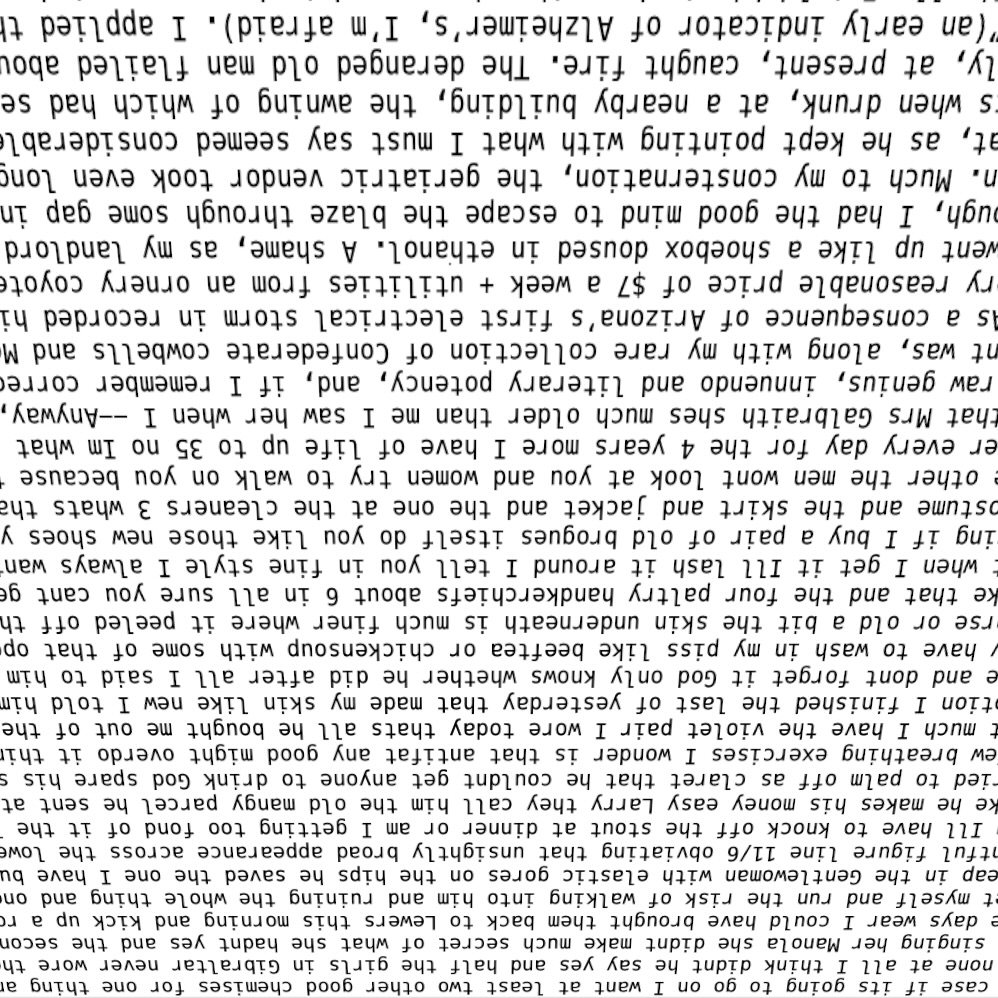 case if its going to go on I want at least two other good chemises for one thing an
none at all I think didnt he say yes and half the girls in Gibraltar never wore the
singing her Manola she didnt make much secret of what she hadnt yes and the secon
e days wear I could have brought them back to Lewers this morning and kick up a ro
et myself and run the risk of walking into him and ruining the whole thing and one
eap in the Gentlewoman with elastic gores on the hips he saved the one I have bu
htful figure line 11/6 obviating that unsightly broad appearance across the lowe
Ill have to knock off the stout at dinner or am I getting too fond of it the
ke he makes his money easy Larry they call him the old mangy parcel he sent at
ried to palm off as claret that he couldnt get anyone to drink God spare his s
ew breathing exercises I wonder is that antifat any good might overdo it thin
t much I have the violet pair I wore today thats all he bought me out of the
otion I finished the last of yesterday that made my skin like new I told him
e and dont forget it God only knows whether he did after all I said to him
y have to wash in my piss like beeftea or chickensoup with some of that opo
rse or old a bit the skin underneath is much finer where it peeled off th
ke that and the four paltry handkerchiefs about 6 in all sure you cant ge
t when I get it Ill lash it around I tell you in fine style I always want
ing if I buy a pair of old brogues itself do you like those new shoes y
ostume and the skirt and jacket and the one at the cleaners 3 whats tha
e other the men wont look at you and women try to walk on you because t
er every day for the 4 years more I have of life up to 35 no Im what
that Mrs Galbraith shes much older than me I saw her when I --Anyway,
raw genius, innuendo and literary potency, and, if I remember correc
nt was, along with my rare collection of Confederate cowbells and Mc
As a consequence of Arizona's first electrical storm in recorded hi
ry reasonable price of $7 a week + utilities from an ornery coyote
went up like a shoebox doused in ethanol. A shame, as my landlord
ough, I had the good mind to escape the blaze through some gap in
n. Much to my consternation, the geriatric vendor took even long
at, as he kept pointing with what I must say seemed considerable
ts when drunk, at a nearby building, the awning of which had se
ly, at present, caught fire. The deranged old man flailed abou
"(an early indicator of Alzheimer's, I'm afraid). I applied th